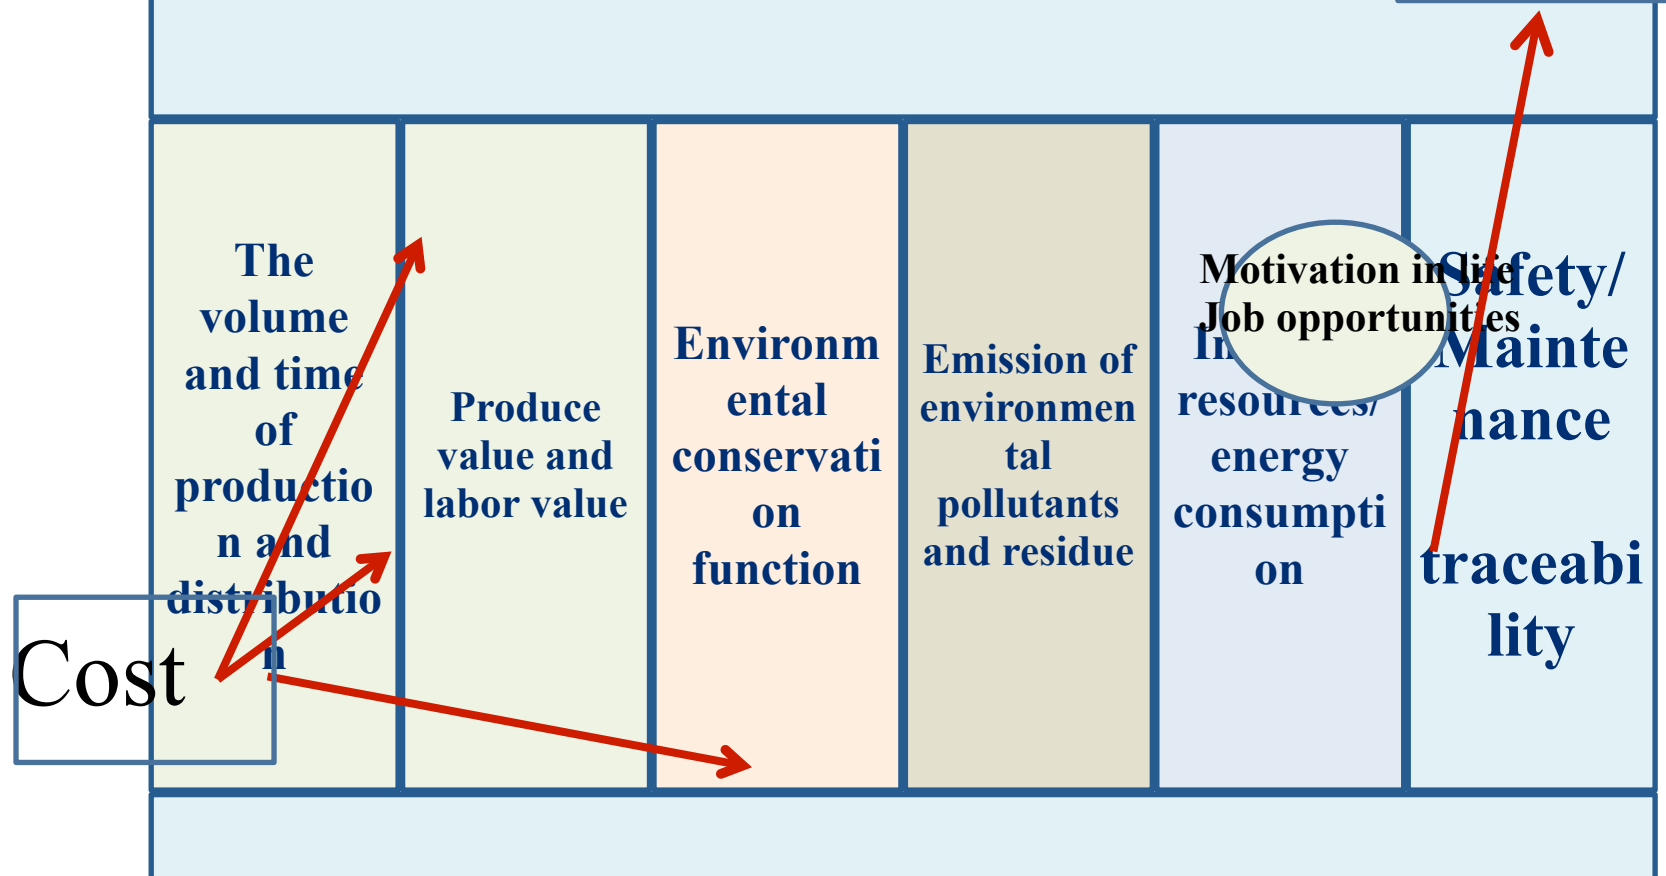 The
volume
and time
of
productio
n and
distributio
n
Cost
Produce
value and
labor value
Environm
ental
conservati
on
function
Emission of
environmen
tal
pollutants
and residue
Motivation in life
Job opportunities
resources/
energy
consumpti
on
Safety/
Mainte
nance
traceabi
lity